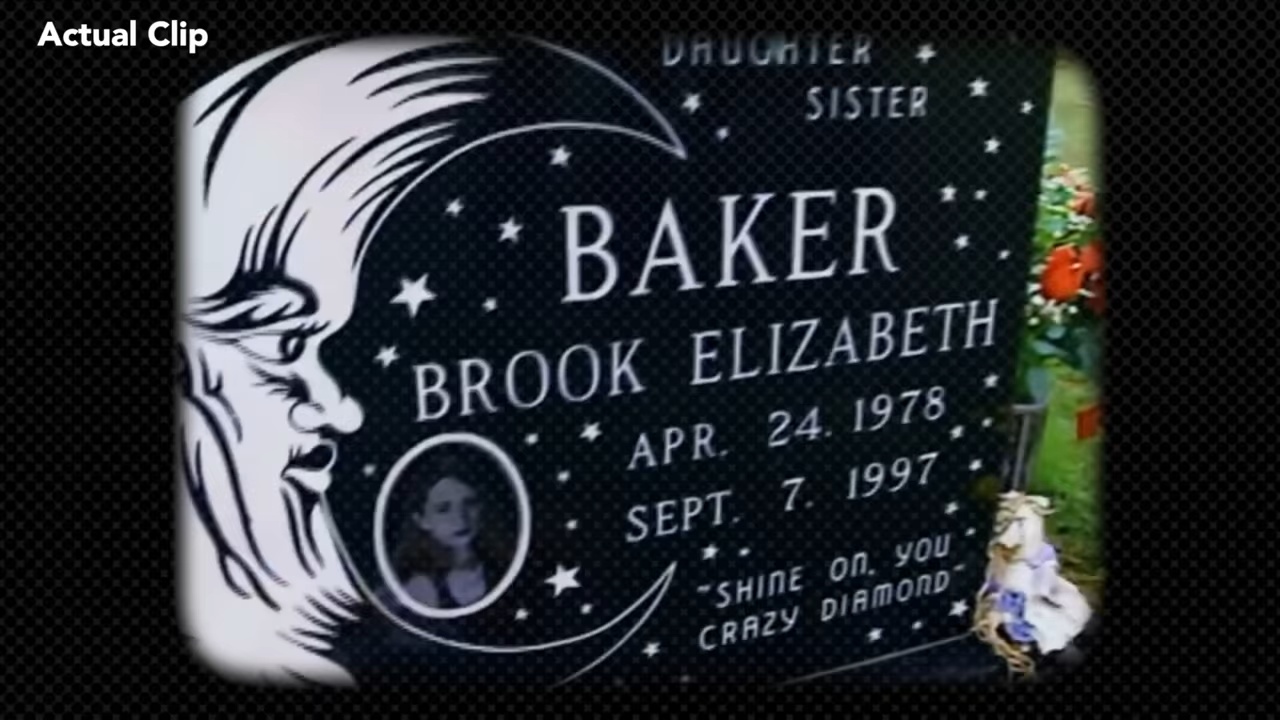 Actual Clip
DAUGHTER
SISTER
BAKER
BROOK ELIZABETH
APR. 24. 1978
SEPT. 7. 1997
"SHINE ON, YOU
CRAZY DIAMOND"